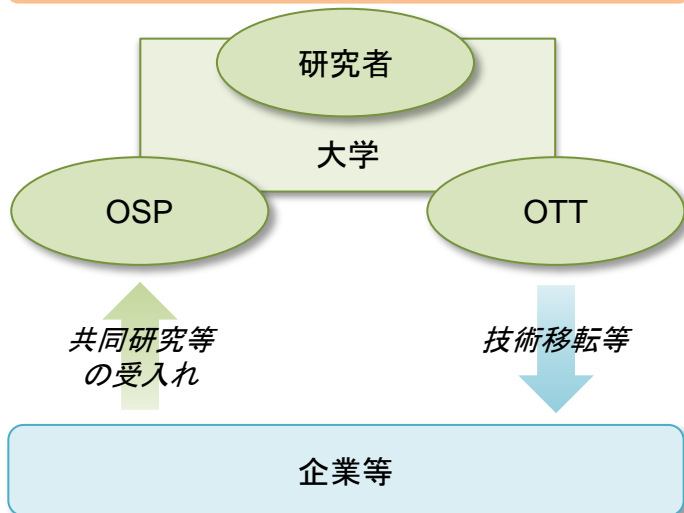 研究者
大学
OSP
OTT
共同研究等
の受入れ
技術移転等
企業等